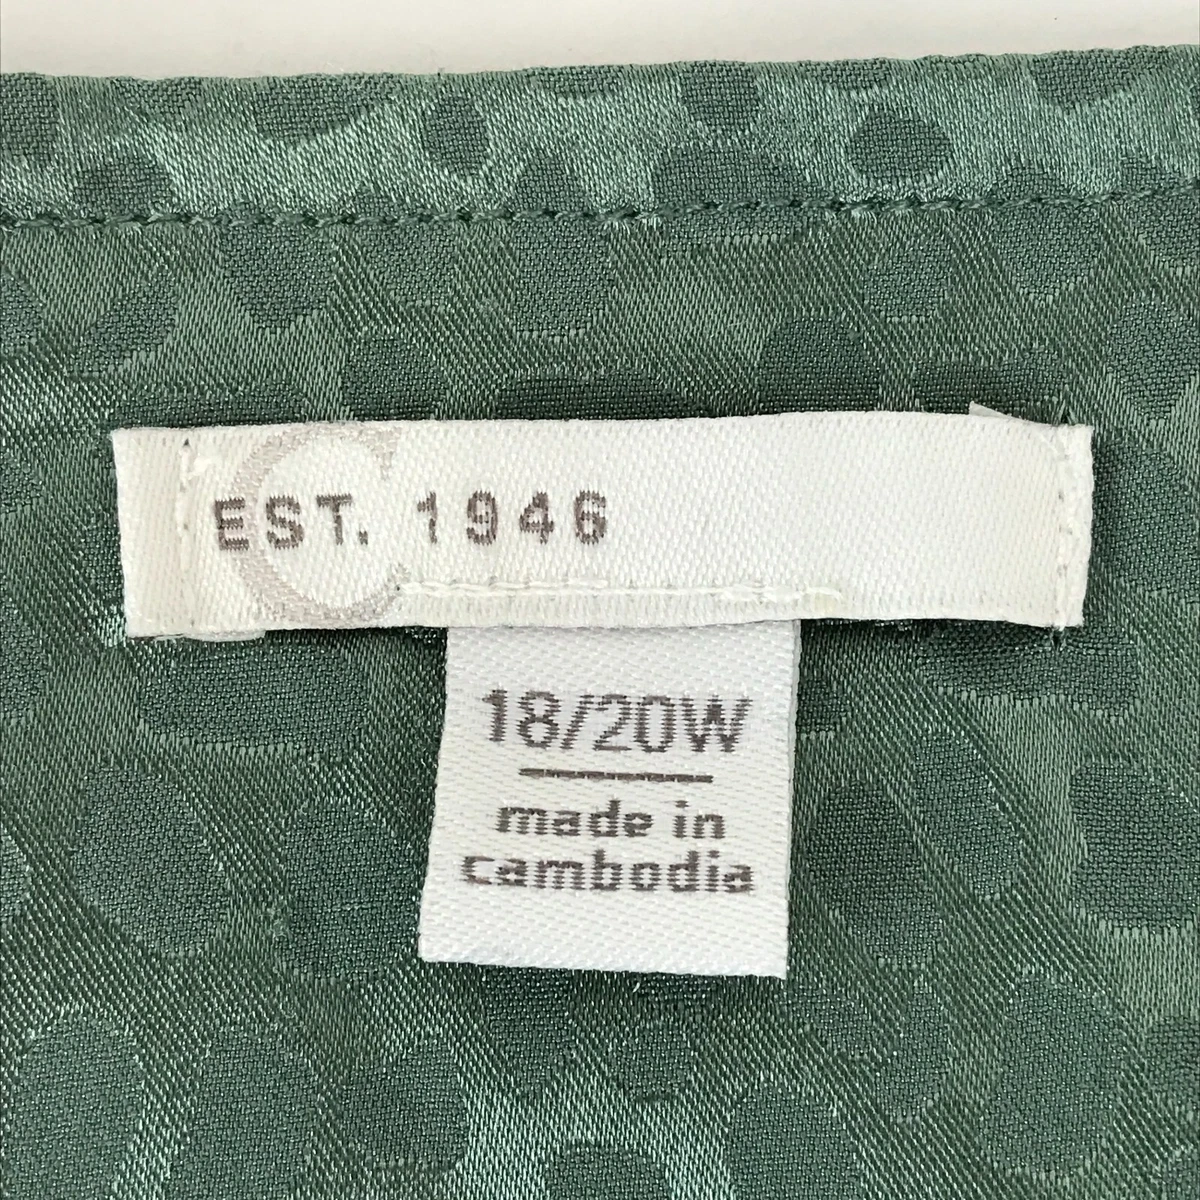 C
EST. 1946
18/20W
made in
cambodia